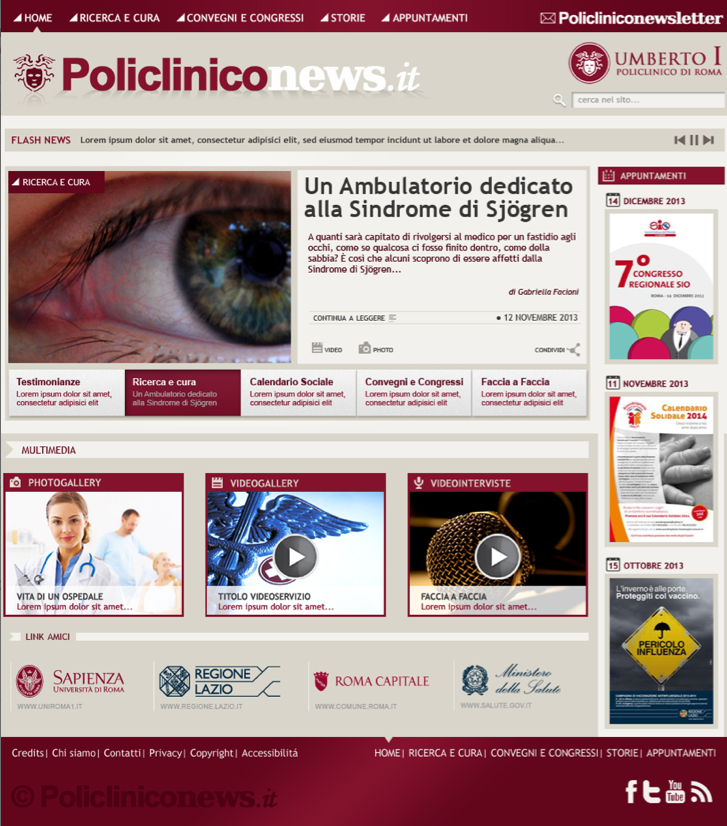 HOME RICERCA E CURA CONVEGNI E CONGRESSI STORIE APPUNTAMENTI Policliniconewsletter
Policliniconews.it
UMBERTO I
POLICLINICO DI ROMA
cerca nel sito...
FLASH NEWS Lorem ipsum dolor sit amet, consectetur adipisici elit, sed eiusmod tempor incidunt ut labore et dolore magna aliqua...
RICERCA E CURA
Un Ambulatorio dedicato
alla Sindrome di Sjögren
A quanti sarà capitato di rivolgersi al medico per un fastidio agli
occhi, come se qualcosa ci fosse finito dentro, come della
sabbia? È così che alcuni scoprono di essere affetti dalla
Sindrome di Sjögren...
di Gabriella Facioni
CONTINUA A LEGGERE • 12 NOVEMBRE 2013
VIDEO PHOTO CONDIVIDI
Testimonianze
Lorem ipsum dolor sit amet,
consectetur adipisici elit
Ricerca e cura
Un Ambulatorio dedicato
alla Sindrome di Sjögren
Calendario Sociale
Lorem ipsum dolor sit amet,
consectetur adipisici elit
Convegni e Congressi
Lorem ipsum dolor sit amet,
consectetur adipisici elit
Faccia a Faccia
Lorem ipsum dolor sit amet,
consectetur adipisici elit
APPUNTAMENTI
14 DICEMBRE 2013
sio
7° CONGRESSO
REGIONALE SIO
ROMA - 14 DICEMBRE 2013
11 NOVEMBRE 2013
CALENDARIO
SOLIDALE 2014
15 OTTOBRE 2013
L'inverno è alle porte.
Proteggiti col vaccino.
PERICOLO
INFLUENZA
MULTIMEDIA
PHOTOGALLERY
VITA DI UN OSPEDALE
Lorem ipsum dolor sit amet...
VIDEOGALLERY
TITOLO VIDEOSERVIZIO
Lorem ipsum dolor sit amet...
VIDEOINTERVISTE
FACCIA A FACCIA
Lorem ipsum dolor sit amet...
LINK AMICI
SAPIENZA
UNIVERSITÀ DI ROMA
WWW.UNIROMA1.IT
REGIONE
LAZIO
WWW.REGIONE.LAZIO.IT
ROMA CAPITALE
WWW.COMUNE.ROMA.IT
Ministero
della Salute
WWW.SALUTE.GOV.IT
Credits| Chi siamo| Contatti| Privacy| Copyright| Accessibilitá
HOME| RICERCA E CURA| CONVEGNI E CONGRESSI| STORIE| APPUNTAMENTI
© Policliniconews.it
You
Tube